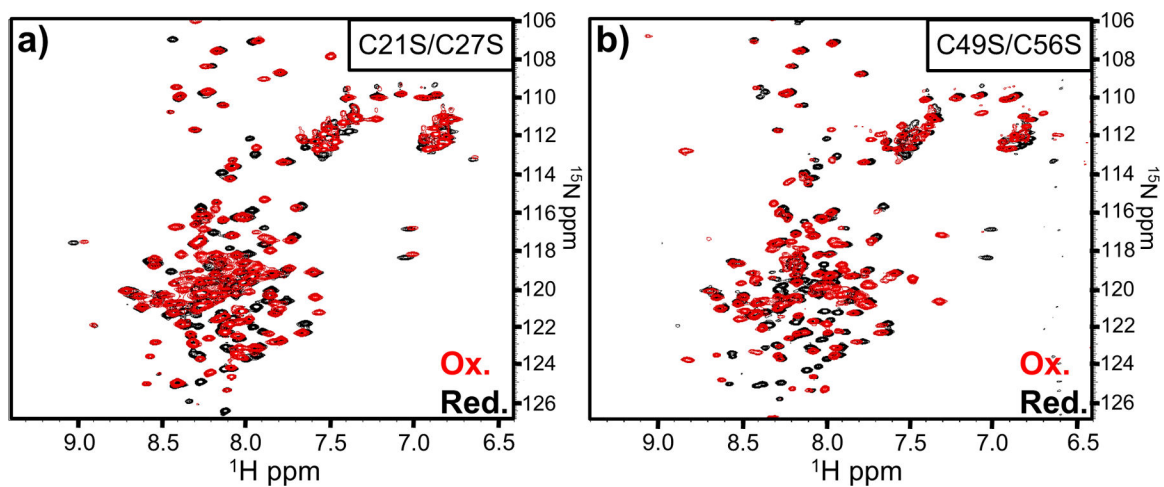 a)
C21S/C27S
106
108
110
112
114
116
118
120
122
124
126
¹⁵N ppm
Ox.
Red.
9.0 8.5 8.0 7.5 7.0 6.5
¹H ppm
b)
C49S/C56S
106
108
110
112
114
116
118
120
122
124
126
¹⁵N ppm
Ox.
Red.
9.0 8.5 8.0 7.5 7.0 6.5
¹H ppm